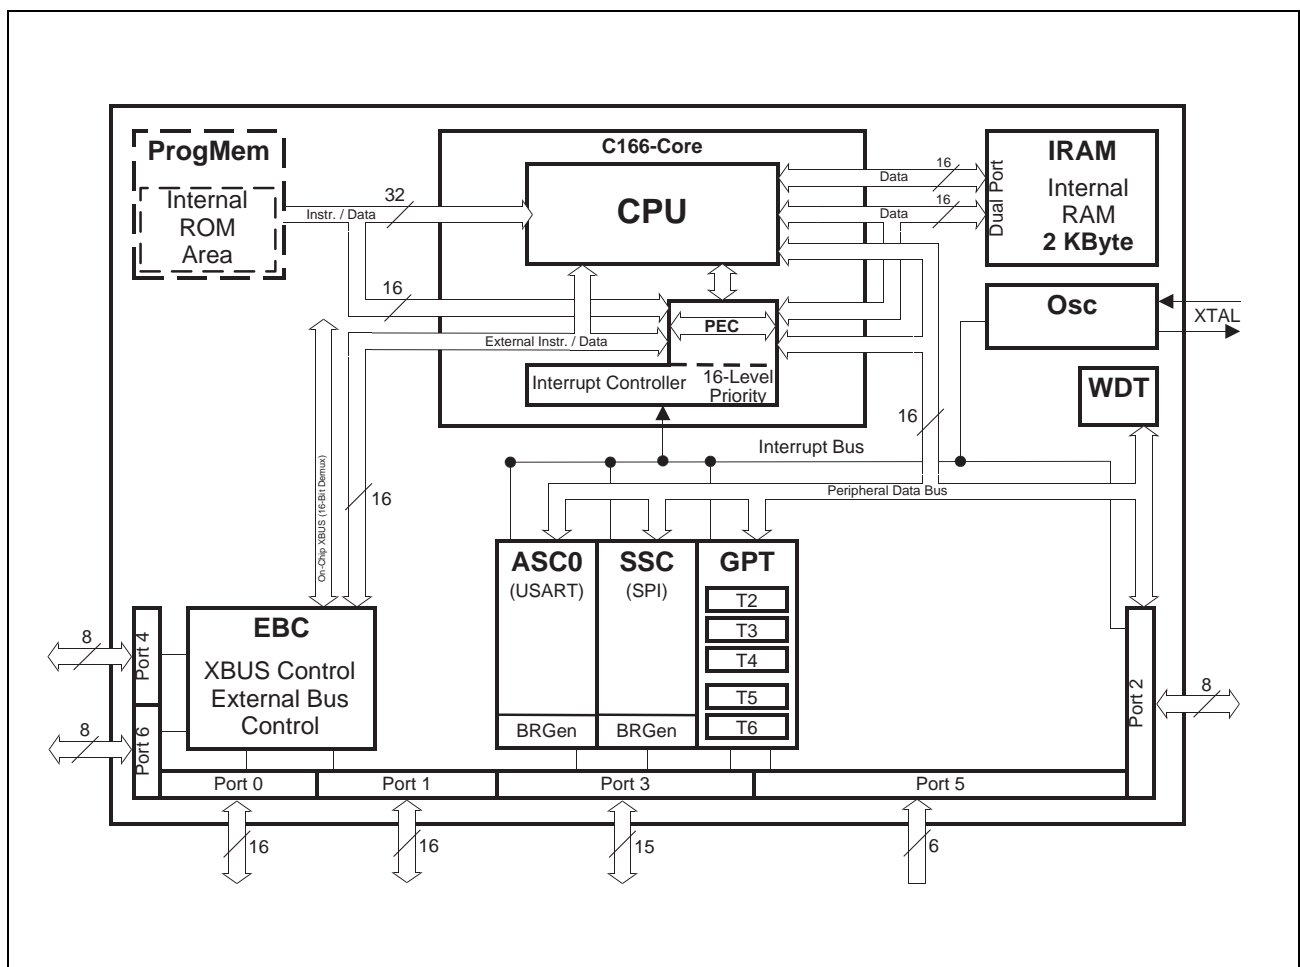 ProgMem
Internal
ROM
Area
C166-Core
CPU
IRAM
Internal
RAM
2 KByte
Dual Port
32
Instr. / Data
16
Data
16
Data
16
Osc
XTAL
PEC
External Instr. / Data
Interrupt Controller
16-Level
Priority
WDT
16
Interrupt Bus
Peripheral Data Bus
On-Chip XBUS (16-Bit Demux)
16
ASC0
(USART)
SSC
(SPI)
GPT
T2
T3
T4
T5
T6
BRGen
BRGen
EBC
XBUS Control
External Bus
Control
8
Port 4
8
Port 6
Port 2
8
Port 0
Port 1
Port 3
Port 5
16
16
15
6